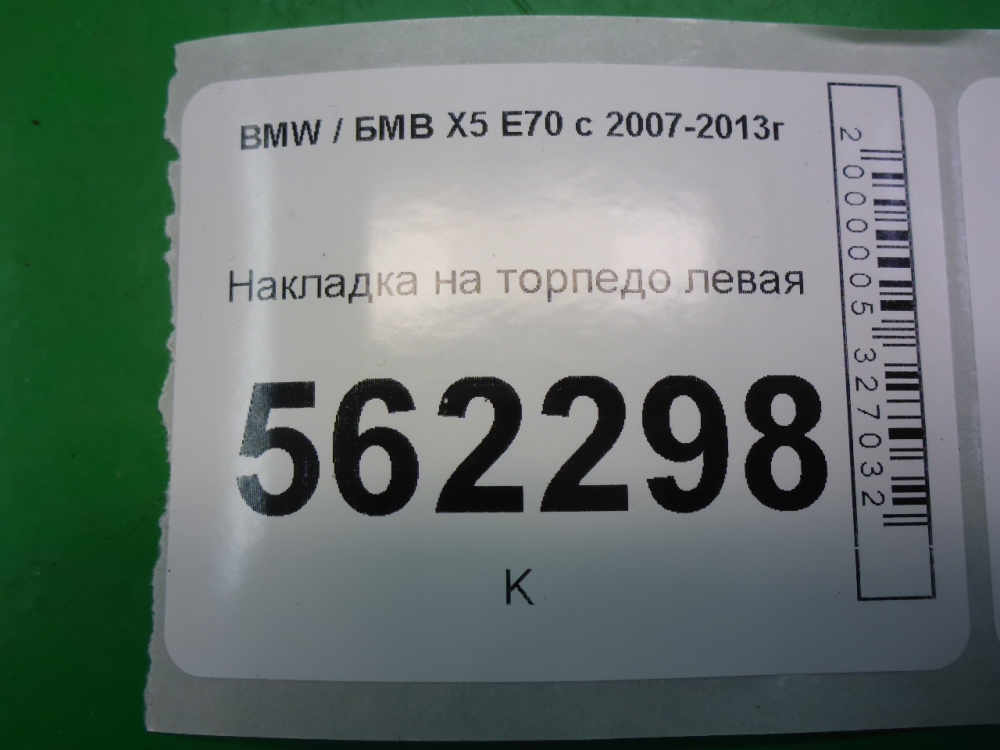 BMW / БМВ X5 E70 с 2007-2013г
Накладка на торпедо левая
562298
К
2000005327032